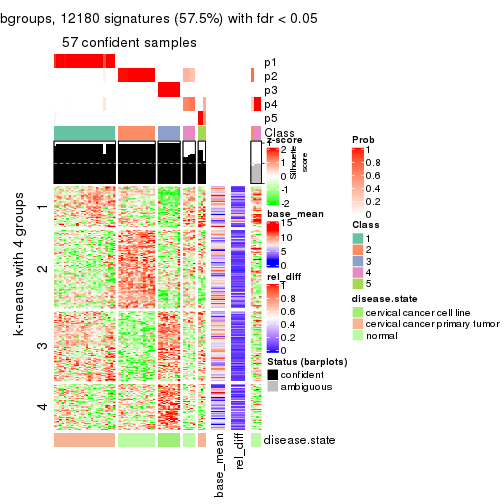 bgroups, 12180 signatures (57.5%) with fdr < 0.05
57 confident samples
p1
p2
p3
p4
p5
Class
z-score
2
1
0
-1
-2
Silhouette
score
base_mean
15
10
5
0
rel_diff
1
0.8
0.6
0.4
0.2
0
Status (barplots)
confident
ambiguous
Prob
1
0.8
0.6
0.4
0.2
0
Class
1
2
3
4
5
disease.state
cervical cancer cell line
cervical cancer primary tumor
normal
k-means with 4 groups
1
2
3
4
base_mean
rel_diff
disease.state